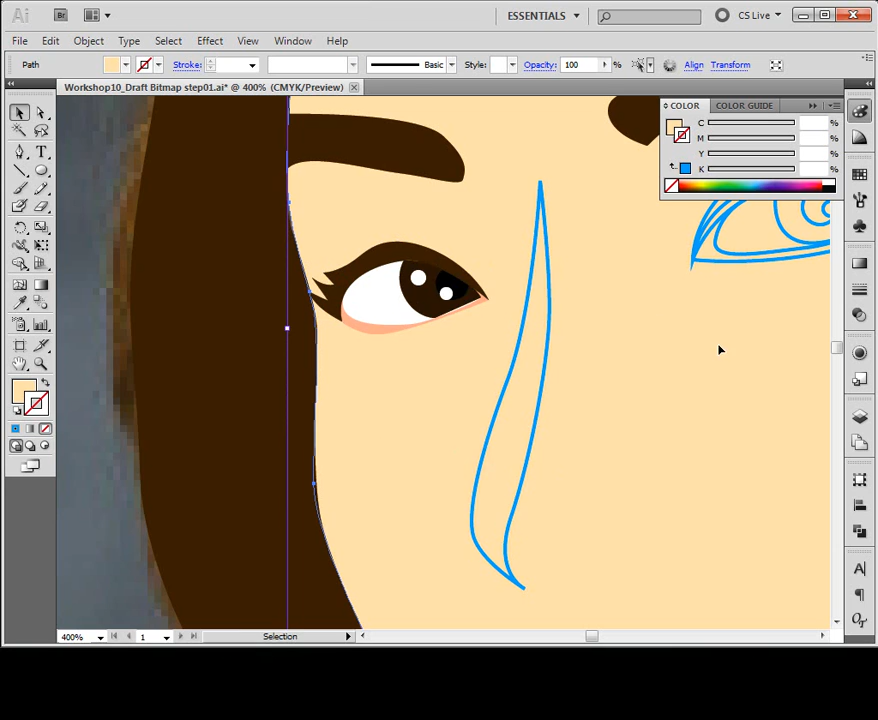 Ai Br ESSENTIALS CS Live
File Edit Object Type Select Effect View Window Help
Path Stroke: Basic Style: Opacity: 100 % Align Transform
Workshop10_Draft Bitmap step01.ai* @ 400% (CMYK/Preview)
COLOR COLOR GUIDE
C %
M %
Y %
K %
400% 1 Selection